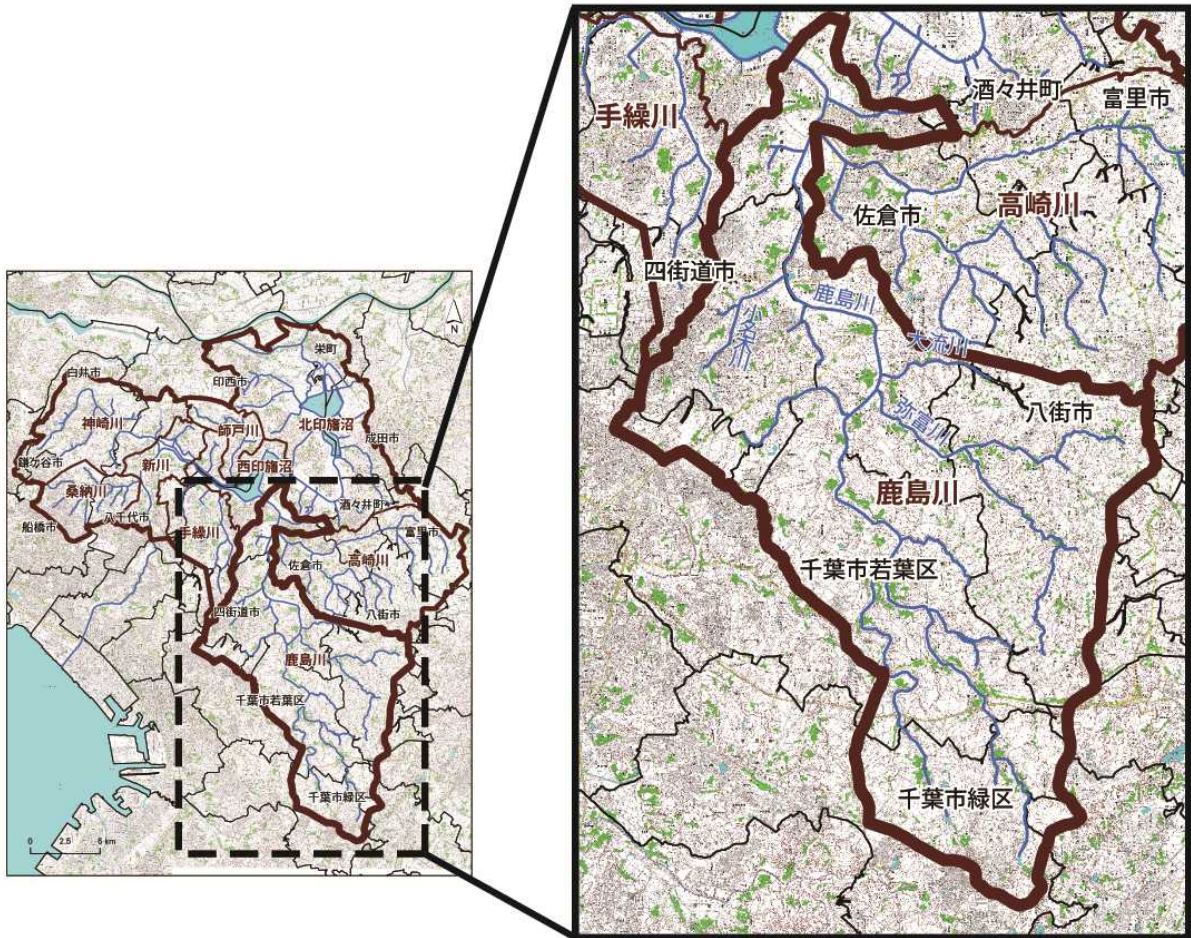 栄町
白井市
印西市
神崎川
師戸川
北印旛沼
成田市
鎌ケ谷市
新川
西印旛沼
桑納川
船橋市
八千代市
手繰川
酒々井町
富里市
佐倉市
高崎川
四街道市
八街市
鹿島川
千葉市若葉区
千葉市緑区
N
0 2.5 5 km
酒々井町
富里市
手繰川
佐倉市
高崎川
四街道市
鹿島川
小名木川
大流川
八街市
弥富川
鹿島川
千葉市若葉区
千葉市緑区